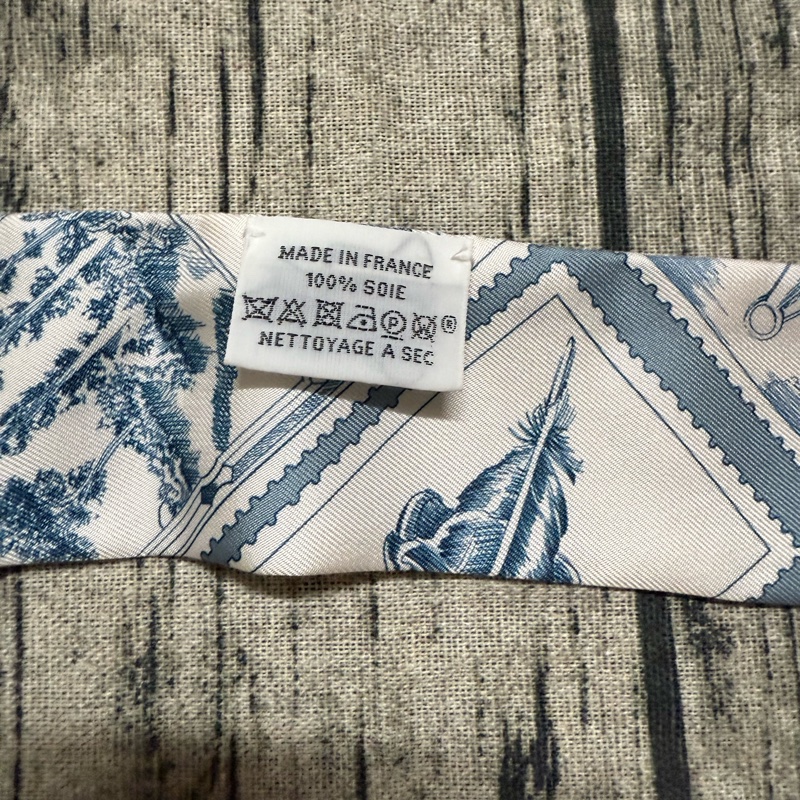 MADE IN FRANCE
100% SOIE
P W ®
NETTOYAGE A SEC